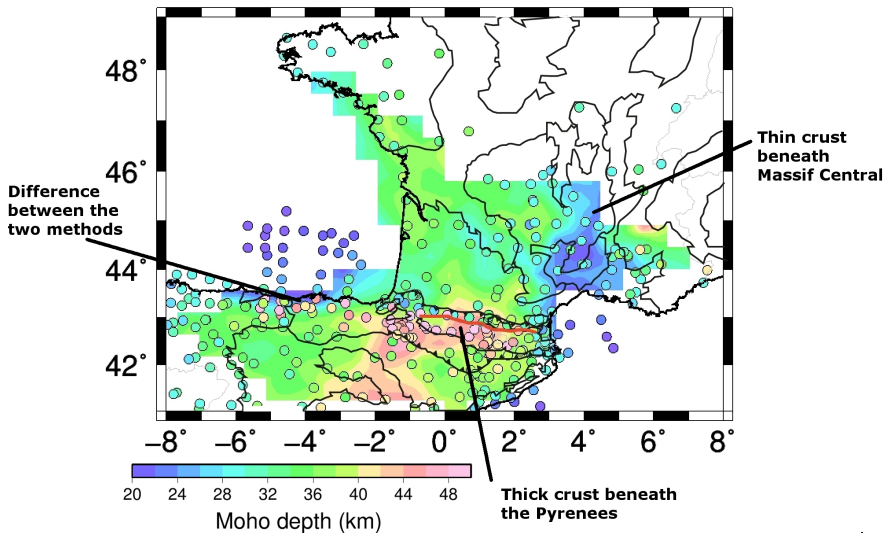 48°
46°
44°
42°
Thin crust
beneath
Massif Central
Difference
between the
two methods
−8° −6° −4° −2° 0° 2° 4° 6° 8°
20 24 28 32 36 40 44 48
Moho depth (km)
Thick crust beneath
the Pyrenees